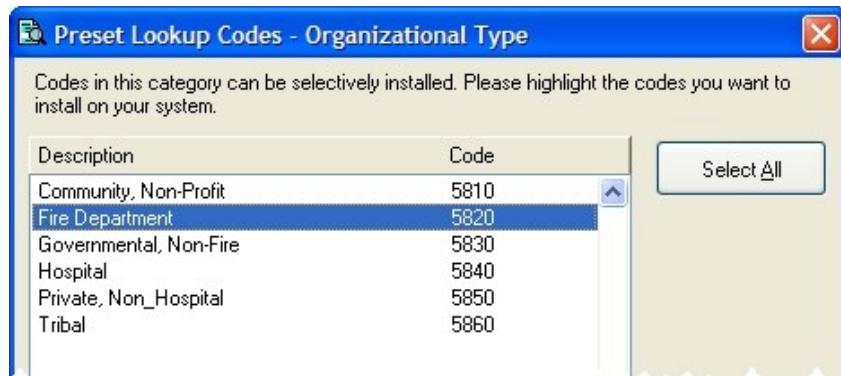 Preset Lookup Codes - Organizational Type
Codes in this category can be selectively installed. Please highlight the codes you want to
install on your system.
Description Code
Select All
Community, Non-Profit 5810
Fire Department 5820
Governmental, Non-Fire 5830
Hospital 5840
Private, Non_Hospital 5850
Tribal 5860